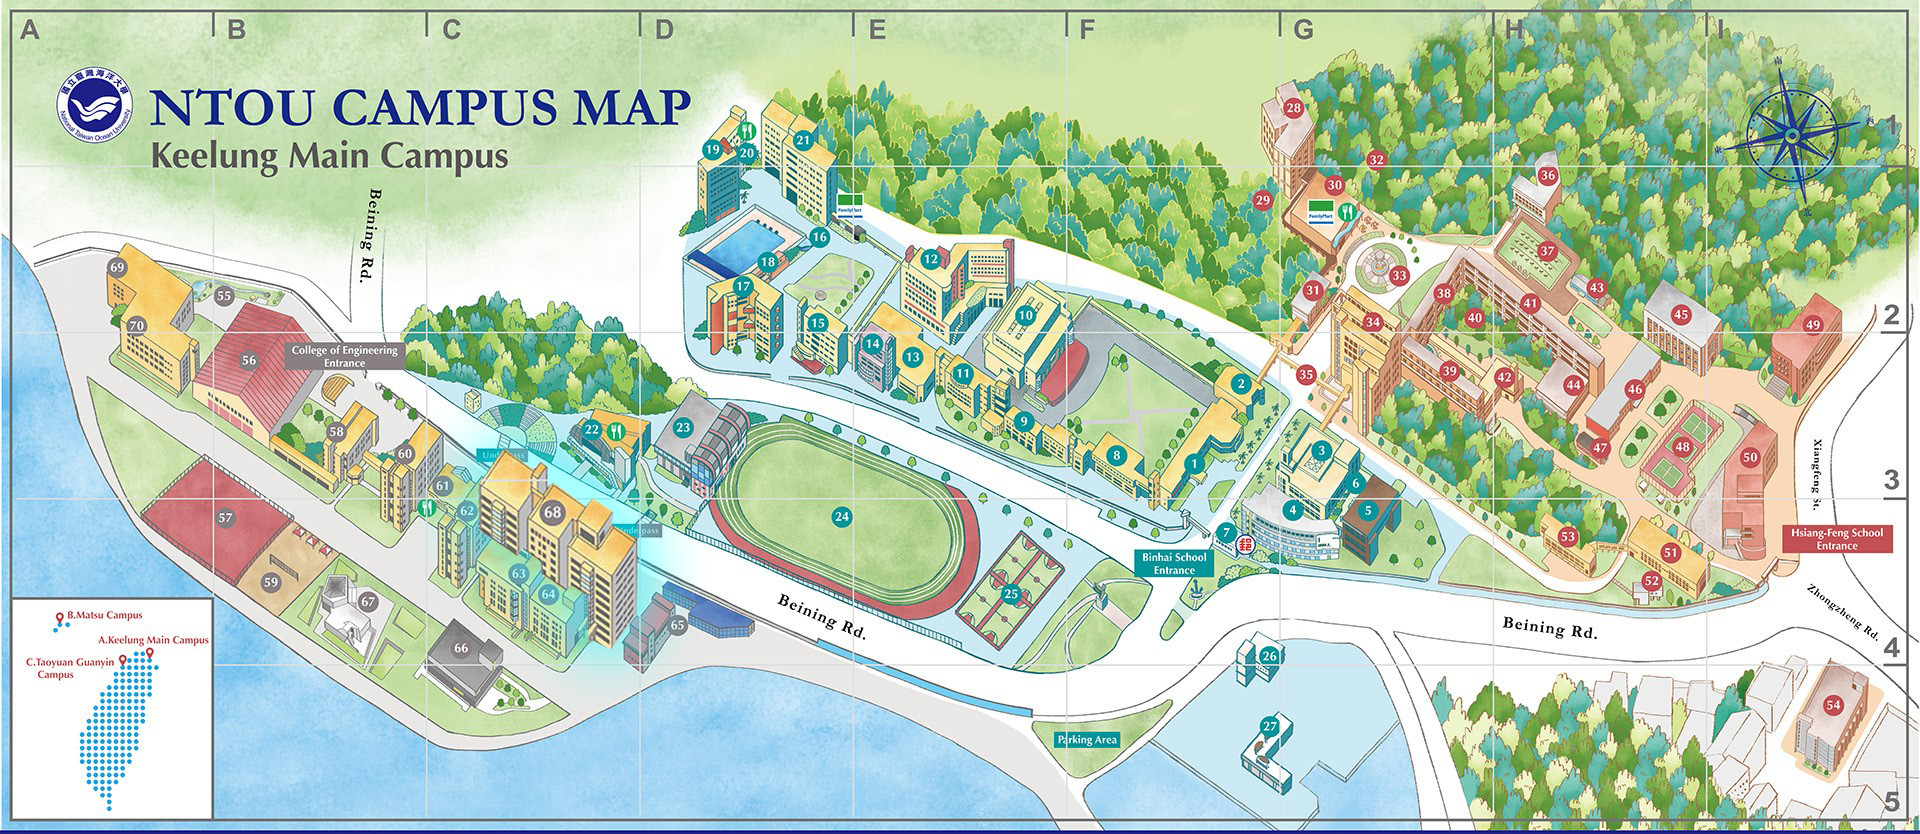 A B C D E F G H I
1
2
3
4
5
國立臺灣海洋大學
National Taiwan Ocean University
NTOU CAMPUS MAP
Keelung Main Campus
Beining Rd.
College of Engineering
Entrance
Underpass
Underpass
Beining Rd.
Binhai School
Entrance
Parking Area
Beining Rd.
Hsiang-Feng School
Entrance
Xiangfeng St.
Zhongzheng Rd.
FamilyMart
FamilyMart
郵
北
B.Matsu Campus
A.Keelung Main Campus
C.Taoyuan Guanyin
Campus
1
2
3
4
5
6
7
8
9
10
11
12
13
14
15
16
17
18
19
20
21
22
23
24
25
26
27
28
29
30
31
32
33
34
35
36
37
38
39
40
41
42
43
44
45
46
47
48
49
50
51
52
53
54
55
56
57
58
59
60
61
62
63
64
65
66
67
68
69
70